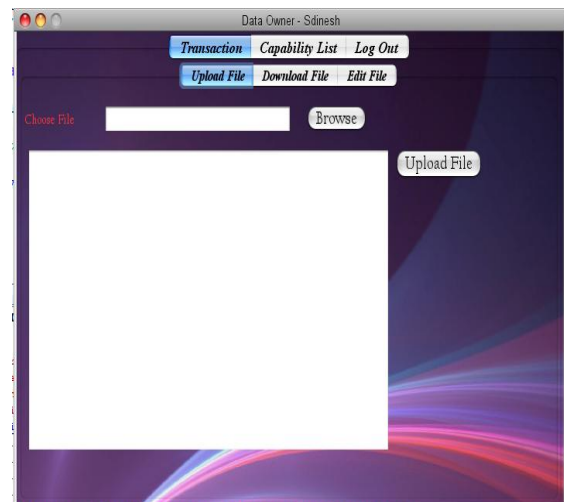 Data Owner - Sdinesh
Transaction Capability List Log Out
Upload File Download File Edit File
Choose File Browse
Upload File